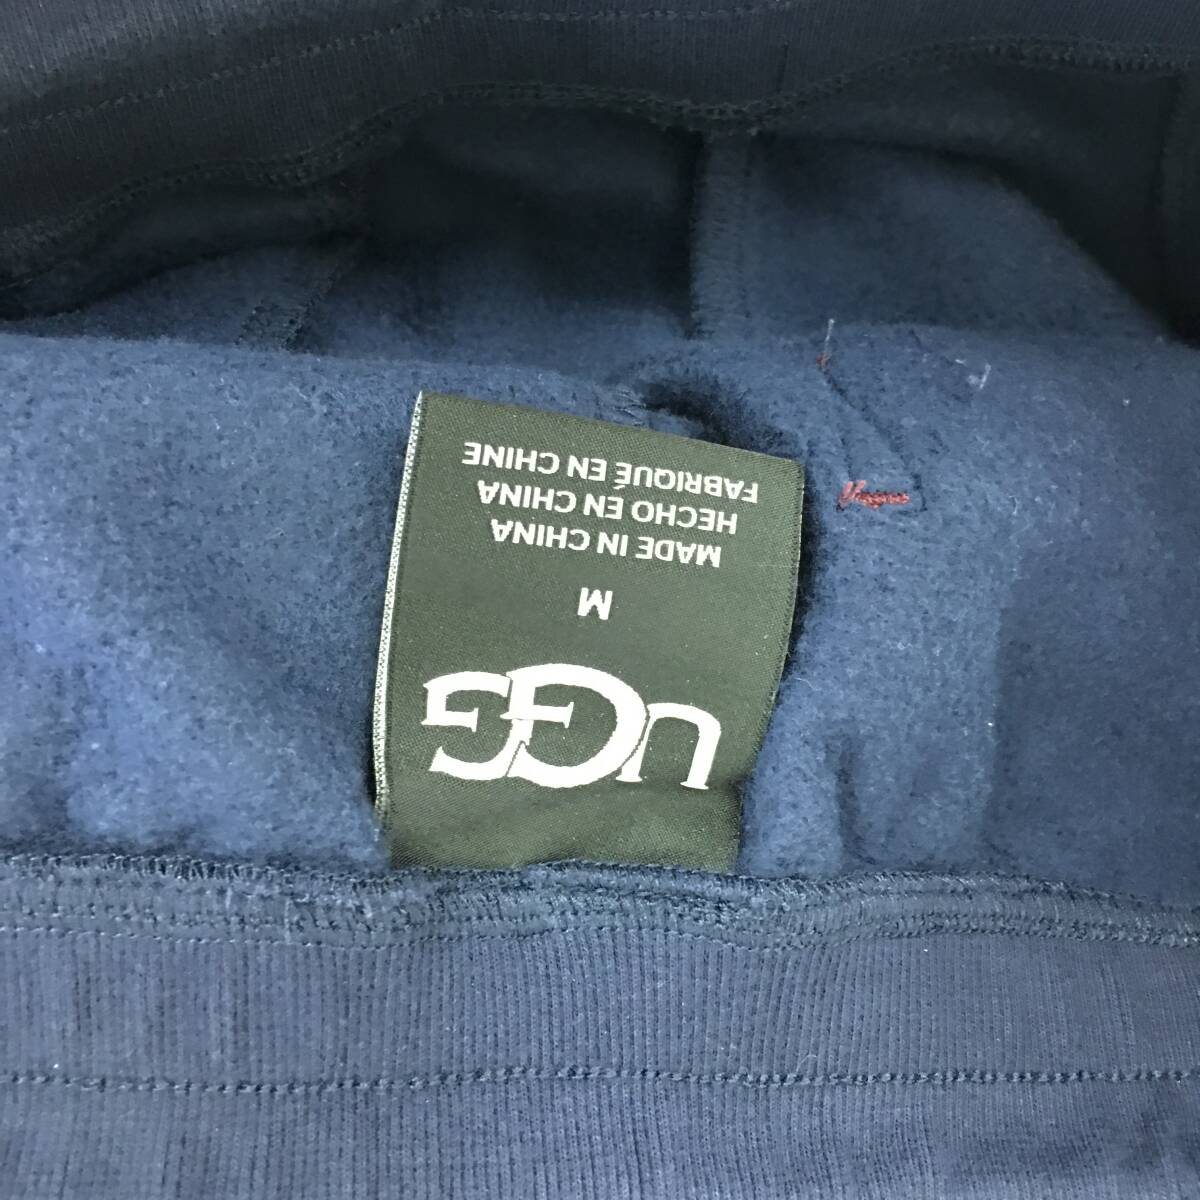 UGG
M
MADE IN CHINA
HECHO EN CHINA
FABRIQUÉ EN CHINE